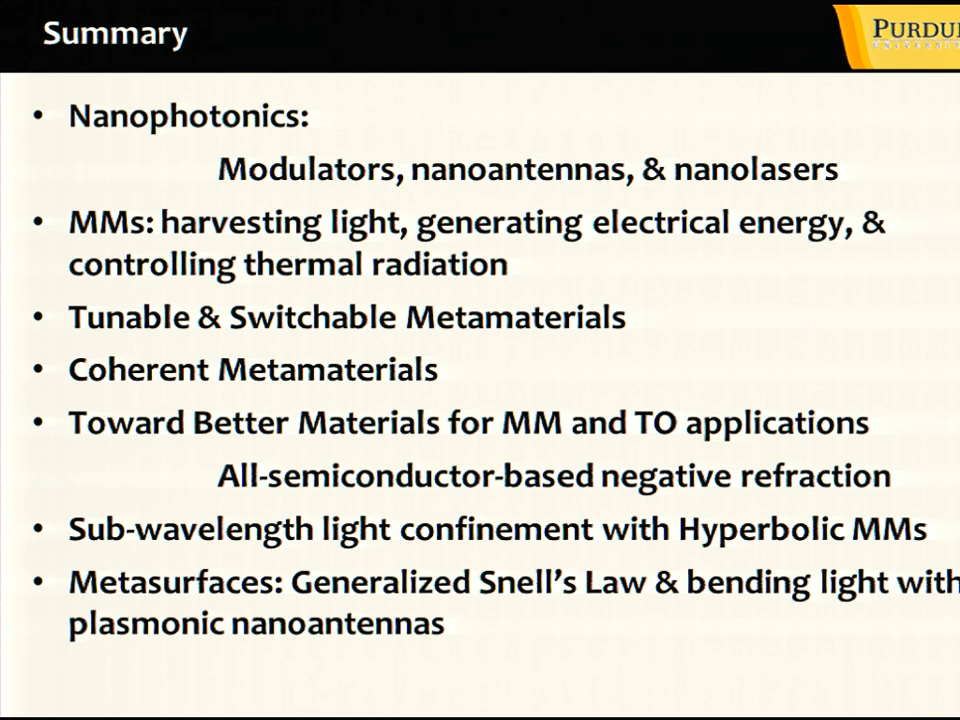 Summary
PURDU
UNIVERSIT
• Nanophotonics:
Modulators, nanoantennas, & nanolasers
• MMs: harvesting light, generating electrical energy, &
controlling thermal radiation
• Tunable & Switchable Metamaterials
• Coherent Metamaterials
• Toward Better Materials for MM and TO applications
All-semiconductor-based negative refraction
• Sub-wavelength light confinement with Hyperbolic MMs
• Metasurfaces: Generalized Snell’s Law & bending light with
plasmonic nanoantennas